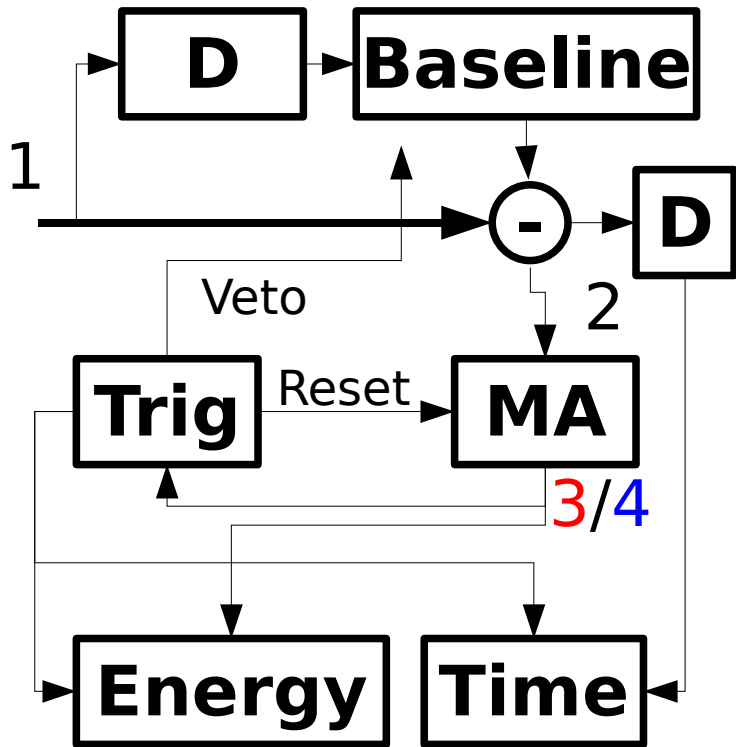 D
Baseline
1
-
D
Veto
2
Trig
Reset
MA
3/4
Energy
Time